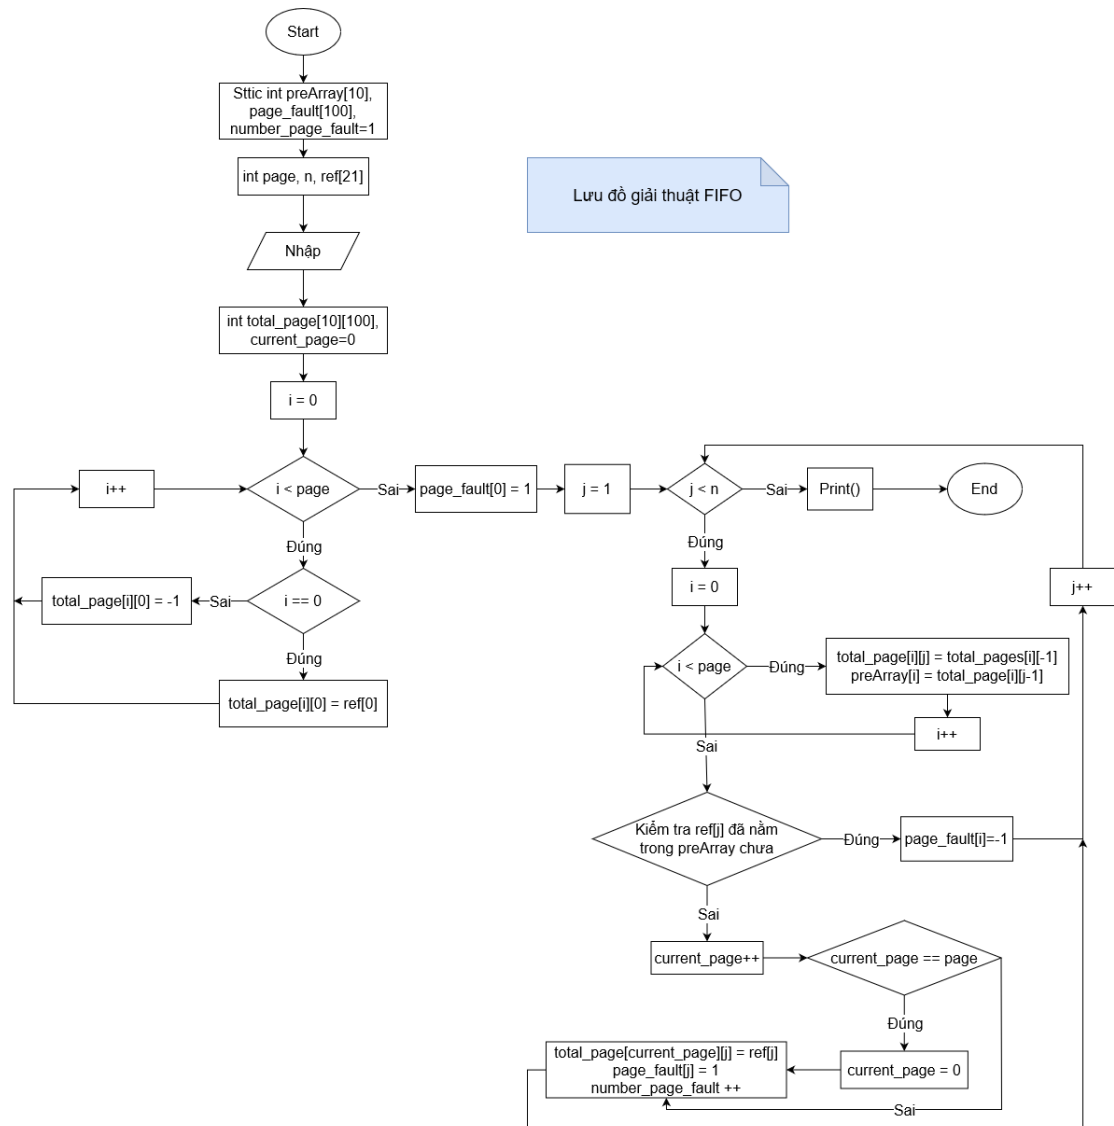 Start
Sttic int preArray[10],
page_fault[100],
number_page_fault=1
int page, n, ref[21]
Lưu đồ giải thuật FIFO
Nhập
int total_page[10][100],
current_page=0
i = 0
i++
i < page
Sai
page_fault[0] = 1
j = 1
j < n
Sai
Print()
End
Đúng
Đúng
total_page[i][0] = -1
Sai
i == 0
i = 0
j++
Đúng
total_page[i][0] = ref[0]
i < page
Đúng
total_page[i][j] = total_pages[i][-1]
preArray[i] = total_page[i][j-1]
i++
Sai
Kiểm tra ref[j] đã nằm
trong preArray chưa
Đúng
page_fault[i]=-1
Sai
current_page++
current_page == page
Đúng
total_page[current_page][j] = ref[j]
page_fault[j] = 1
number_page_fault ++
current_page = 0
Sai